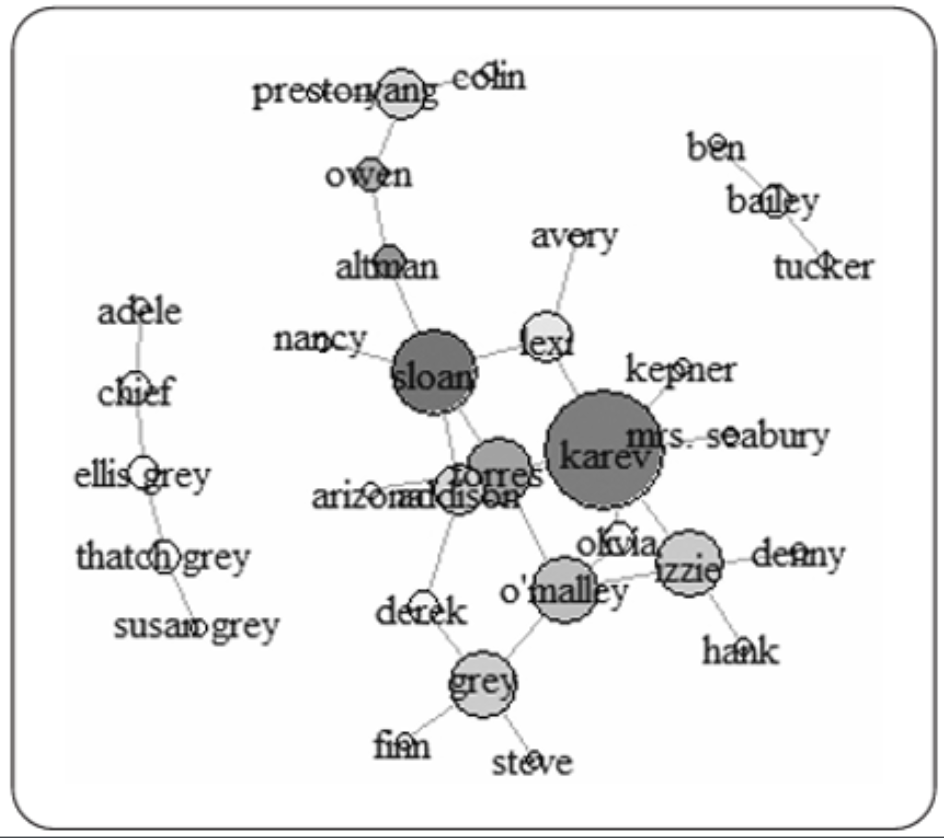 colin
preston
yang
ben
owen
bailey
avory
altman
tucker
adele
nancy
lexi
sloan
kepner
chief
mrs. seabury
karev
ellis grey
torres
arizona
addison
olivia
denny
thatch grey
izzie
o'malley
derek
susan grey
hank
grey
finn
steve